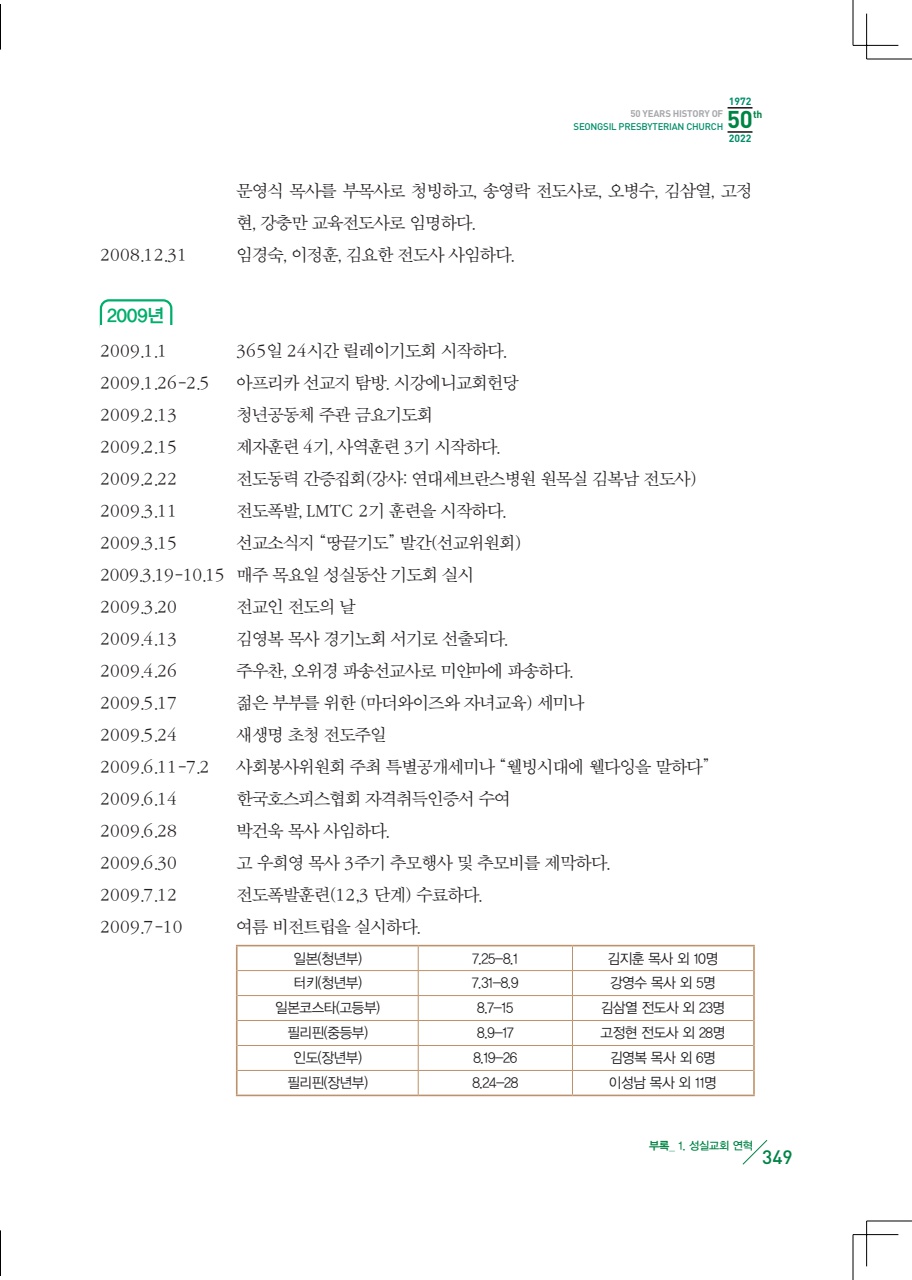 1972
50 YEARS HISTORY OF
SEONGSIL PRESBYTERIAN CHURCH
50th
2022
문영식 목사를 부목사로 청빙하고, 송영락 전도사로, 오병수, 김삼열, 고정
현, 강충만 교육전도사로 임명하다.
2008.12.31 임경숙, 이정훈, 김요한 전도사 사임하다.
2009년
2009.1.1 365일 24시간 릴레이기도회 시작하다.
2009.1.26-2.5 아프리카 선교지 탐방. 시강에니교회헌당
2009.2.13 청년공동체 주관 금요기도회
2009.2.15 제자훈련 4기, 사역훈련 3기 시작하다.
2009.2.22 전도동력 간증집회(강사: 연대세브란스병원 원목실 김복남 전도사)
2009.3.11 전도폭발, LMTC 2기 훈련을 시작하다.
2009.3.15 선교소식지 “땅끝기도” 발간(선교위원회)
2009.3.19-10.15 매주 목요일 성실동산 기도회 실시
2009.3.20 전교인 전도의 날
2009.4.13 김영복 목사 경기노회 서기로 선출되다.
2009.4.26 주우찬, 오위경 파송선교사로 미얀마에 파송하다.
2009.5.17 젊은 부부를 위한 (마더와이즈와 자녀교육) 세미나
2009.5.24 새생명 초청 전도주일
2009.6.11-7.2 사회봉사위원회 주최 특별공개세미나 “웰빙시대에 웰다잉을 말하다”
2009.6.14 한국호스피스협회 자격취득인증서 수여
2009.6.28 박건욱 목사 사임하다.
2009.6.30 고 우희영 목사 3주기 추모행사 및 추모비를 제막하다.
2009.7.12 전도폭발훈련(12,3 단계) 수료하다.
2009.7-10 여름 비전트립을 실시하다.
일본(청년부) 7.25-8.1 김지훈 목사 외 10명
터키(청년부) 7.31-8.9 강영수 목사 외 5명
일본코스타(고등부) 8.7-15 김삼열 전도사 외 23명
필리핀(중등부) 8.9-17 고정현 전도사 외 28명
인도(장년부) 8.19-26 김영복 목사 외 6명
필리핀(장년부) 8.24-28 이성남 목사 외 11명
부록_ 1. 성실교회 연혁 349